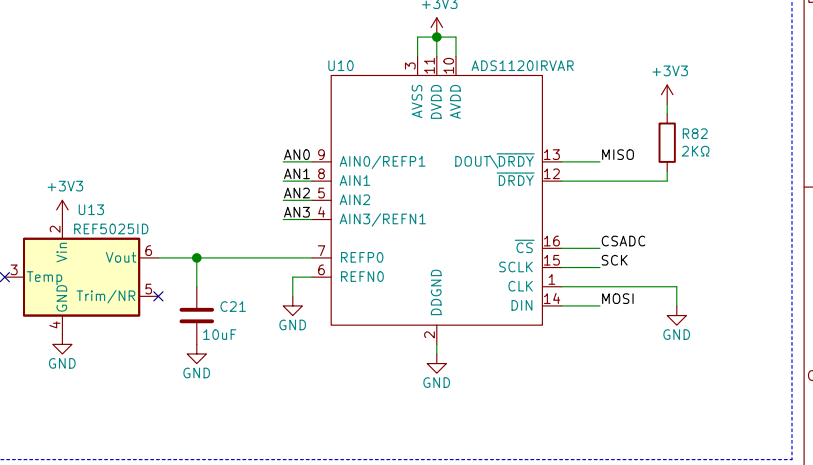 +3V3
U10
ADS1120IRVAR
3
11
10
AVSS
DVDD
AVDD
+3V3
R82
2KΩ
AN0 9 AIN0/REFP1
AN1 8 AIN1
AN2 5 AIN2
AN3 4 AIN3/REFN1
7 REFP0
6 REFN0
DOUT\DRDY 13 MISO
DRDY 12
CS 16 CSADC
SCLK 15 SCK
CLK 1
DIN 14 MOSI
DDGND
2
GND
GND
GND
+3V3
U13
REF5025ID
2
Vin
Vout 6
3 Temp
Trim/NR 5
GND
4
GND
C21
10uF
GND